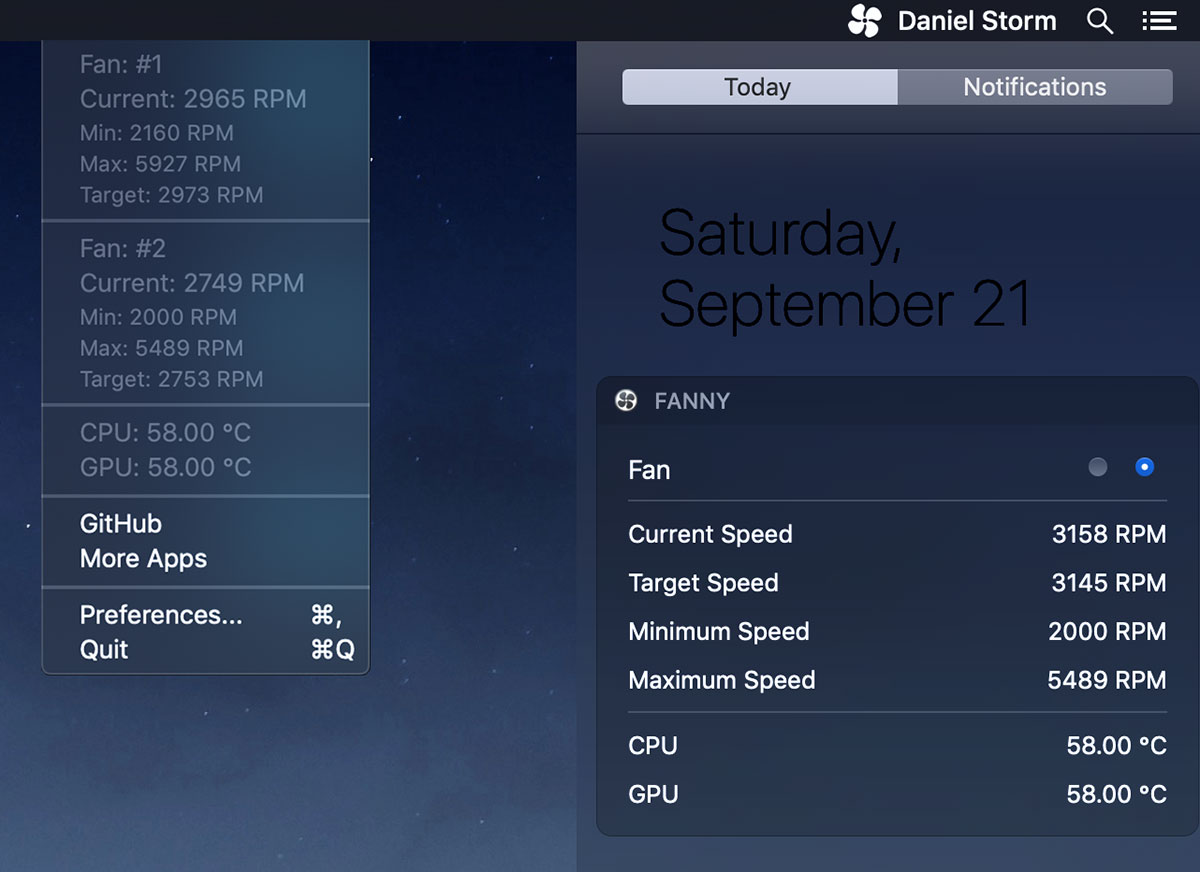 Daniel Storm
Fan: #1
Current: 2965 RPM
Min: 2160 RPM
Max: 5927 RPM
Target: 2973 RPM
Fan: #2
Current: 2749 RPM
Min: 2000 RPM
Max: 5489 RPM
Target: 2753 RPM
CPU: 58.00 °C
GPU: 58.00 °C
GitHub
More Apps
Preferences... ⌘,
Quit ⌘Q
Today Notifications
Saturday,
September 21
FANNY
Fan
Current Speed 3158 RPM
Target Speed 3145 RPM
Minimum Speed 2000 RPM
Maximum Speed 5489 RPM
CPU 58.00 °C
GPU 58.00 °C